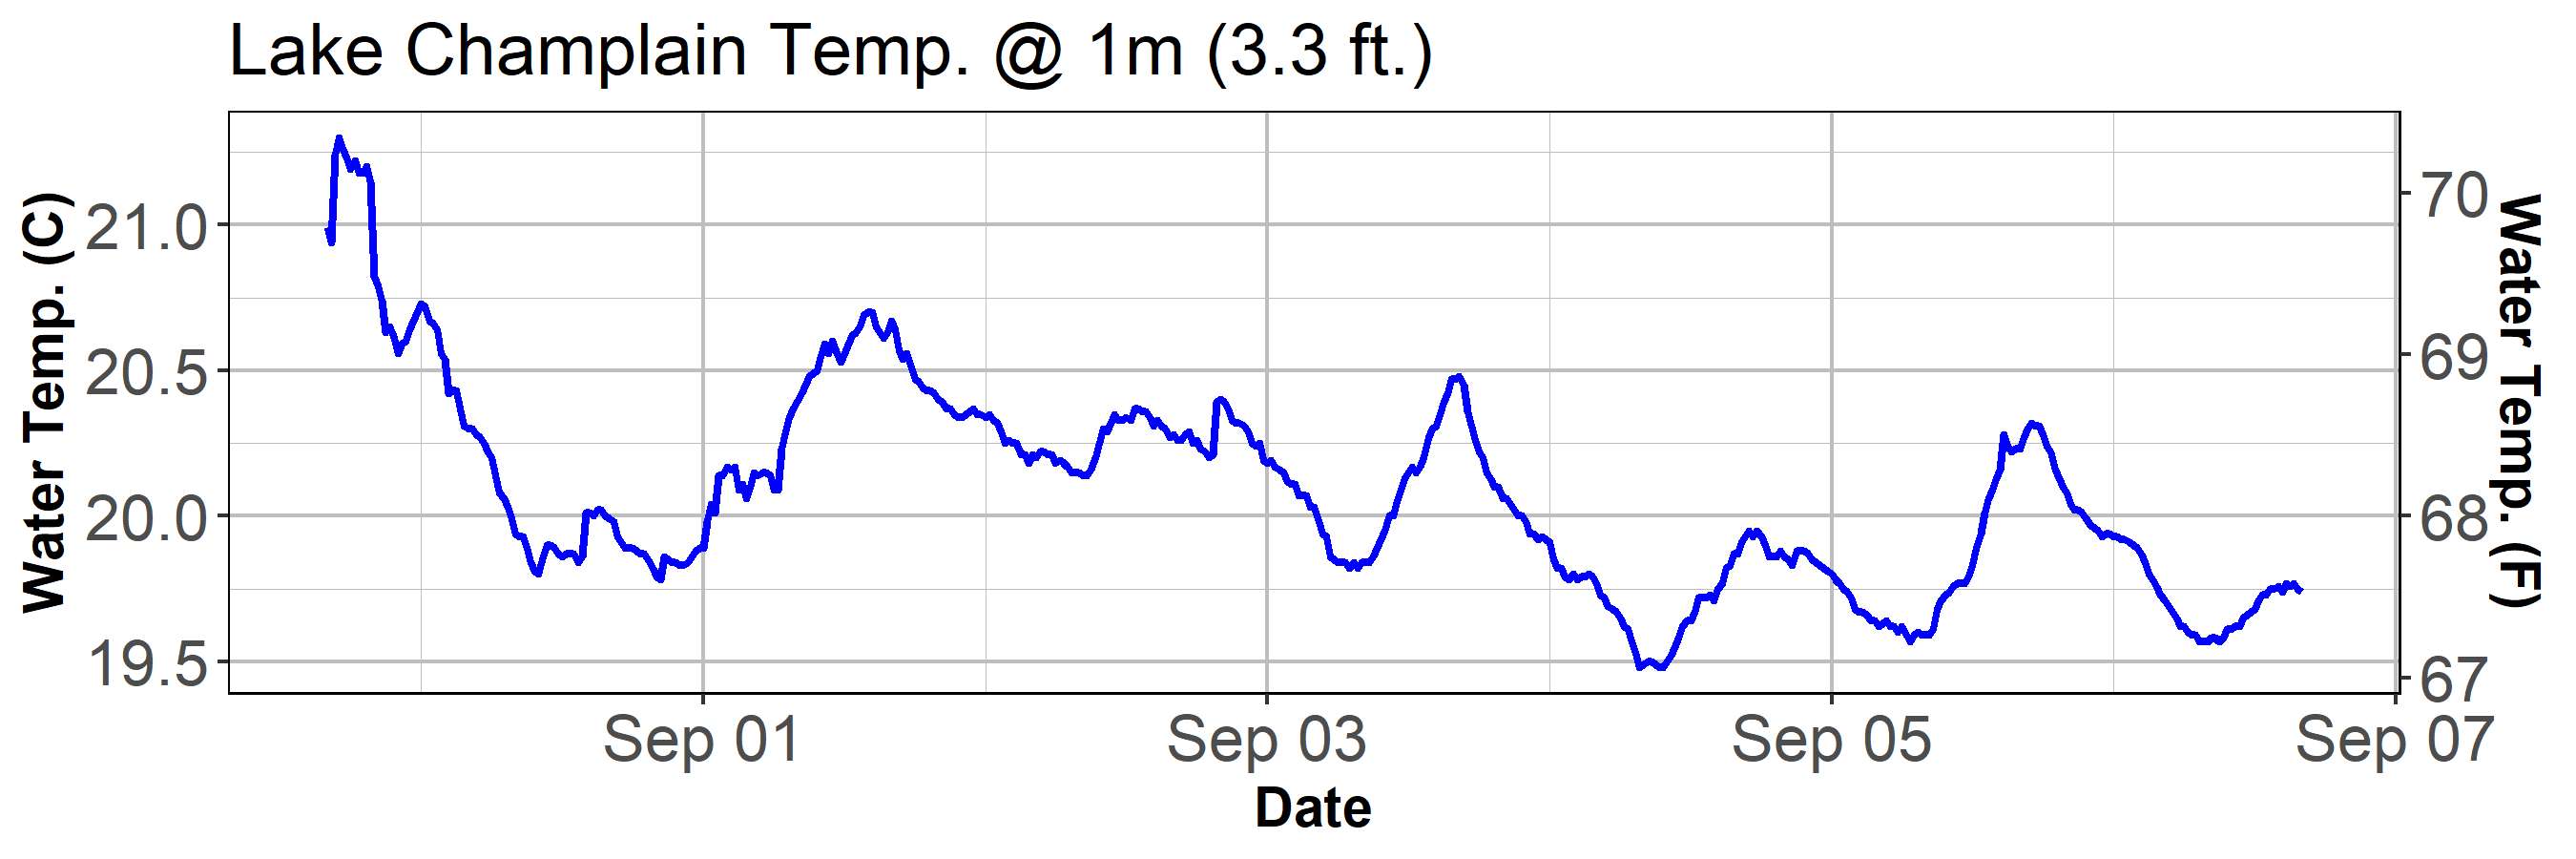 Lake Champlain Temp. @ 1m (3.3 ft.)
Water Temp. (C)
21.0
20.5
20.0
19.5
70
69
68
67
Water Temp. (F)
Sep 01 Sep 03 Sep 05 Sep 07
Date